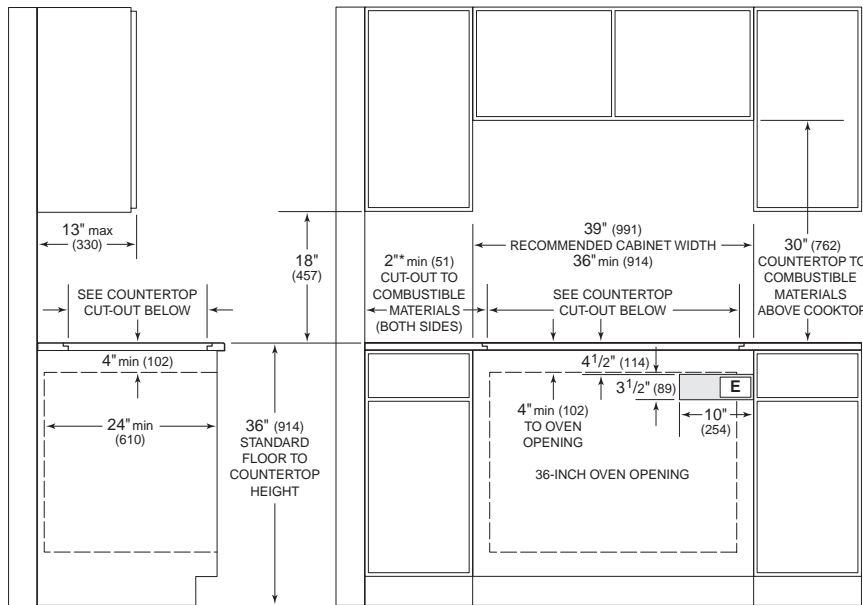 13" max
(330)
SEE COUNTERTOP
CUT-OUT BELOW
4" min (102)
24" min
(610)
36" (914)
STANDARD
FLOOR TO
COUNTERTOP
HEIGHT
18"
(457)
2"* min (51)
CUT-OUT TO
COMBUSTIBLE
MATERIALS
(BOTH SIDES)
39" (991)
RECOMMENDED CABINET WIDTH
36" min (914)
SEE COUNTERTOP
CUT-OUT BELOW
30" (762)
COUNTERTOP TO
COMBUSTIBLE
MATERIALS
ABOVE COOKTOP
4 1/2" (114)
3 1/2" (89)
E
10"
(254)
4" min (102)
TO OVEN
OPENING
36-INCH OVEN OPENING